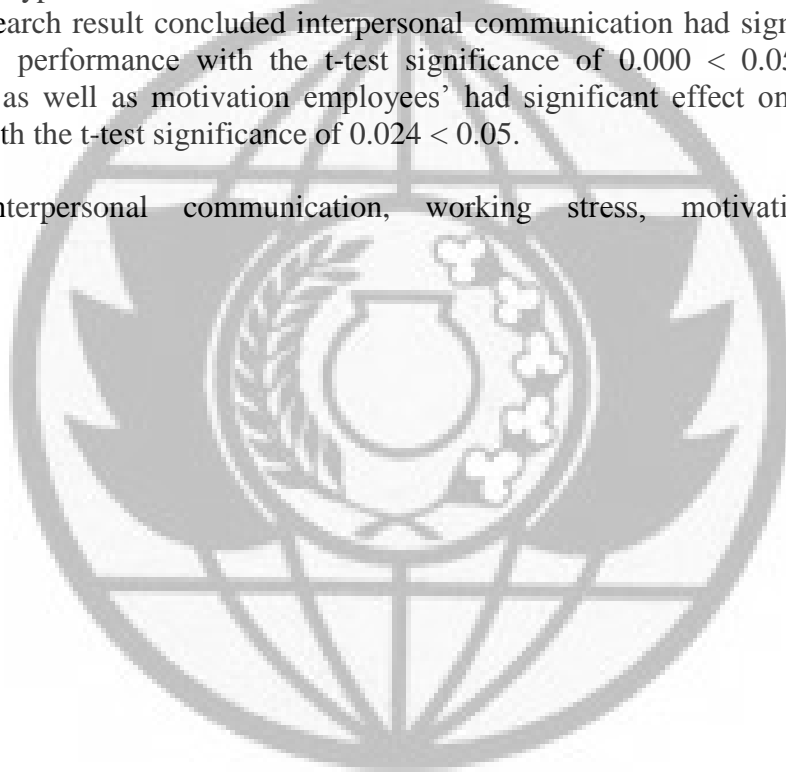 search result concluded interpersonal communication had sign
performance with the t-test significance of 0.000 < 0.05
as well as motivation employees' had significant effect on
th the t-test significance of 0.024 < 0.05.
nterpersonal communication, working stress, motivati